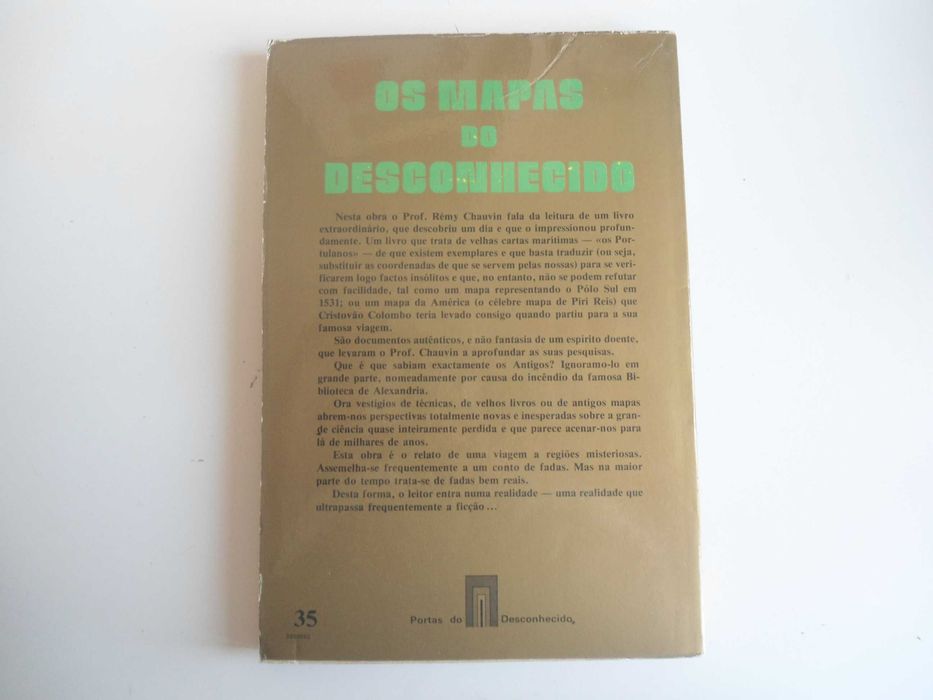 OS MAPAS
DO
DESCONHECIDO
Nesta obra o Prof. Rémy Chauvin fala da leitura de um livro
extraordinário, que descobriu um dia e que o impressionou profun-
damente. Um livro que trata de velhas cartas marítimas — «os Por-
tulanos» — de que existem exemplares e que basta traduzir (ou seja,
substituir as coordenadas de que se servem pelas nossas) para se veri-
ficarem logo factos insólitos e que, no entanto, não se podem refutar
com facilidade, tal como um mapa representando o Pólo Sul em
1531; ou um mapa da América (o célebre mapa de Piri Reis) que
Cristovão Colombo teria levado consigo quando partiu para a sua
famosa viagem.
São documentos autênticos, e não fantasia de um espírito doente,
que levaram o Prof. Chauvin a aprofundar as suas pesquisas.
Que é que sabiam exactamente os Antigos? Ignoramo-lo em
grande parte, nomeadamente por causa do incêndio da famosa Bi-
blioteca de Alexandria.
Ora vestígios de técnicas, de velhos livros ou de antigos mapas
abrem-nos perspectivas totalmente novas e inesperadas sobre a gran-
de ciência quase inteiramente perdida e que parece acenar-nos para
lá de milhares de anos.
Esta obra é o relato de uma viagem a regiões misteriosas.
Assemelha-se frequentemente a um conto de fadas. Mas na maior
parte do tempo trata-se de fadas bem reais.
Desta forma, o leitor entra numa realidade — uma realidade que
ultrapassa frequentemente a ficção...
35
Portas do Desconhecido